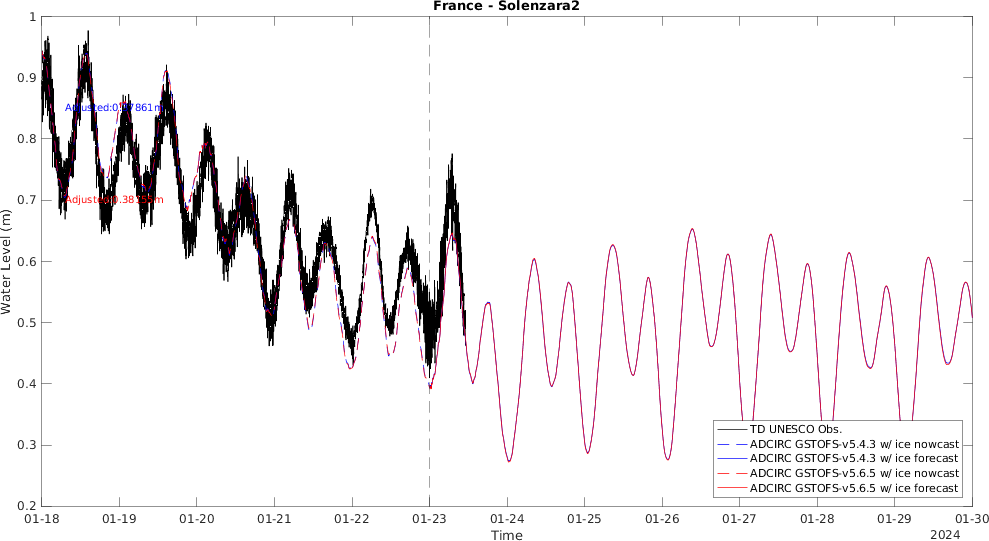 France - Solenzara2
Water Level (m)
1
0.9
0.8
0.7
0.6
0.5
0.4
0.3
0.2
Adjusted:
Adjusted:
TD UNESCO Obs.
ADCIRC GSTOFS-v5.4.3 w/ ice nowcast
ADCIRC GSTOFS-v5.4.3 w/ ice forecast
ADCIRC GSTOFS-v5.6.5 w/ ice nowcast
ADCIRC GSTOFS-v5.6.5 w/ ice forecast
01-18 01-19 01-20 01-21 01-22 01-23 01-24 01-25 01-26 01-27 01-28 01-29 01-30
Time
2024